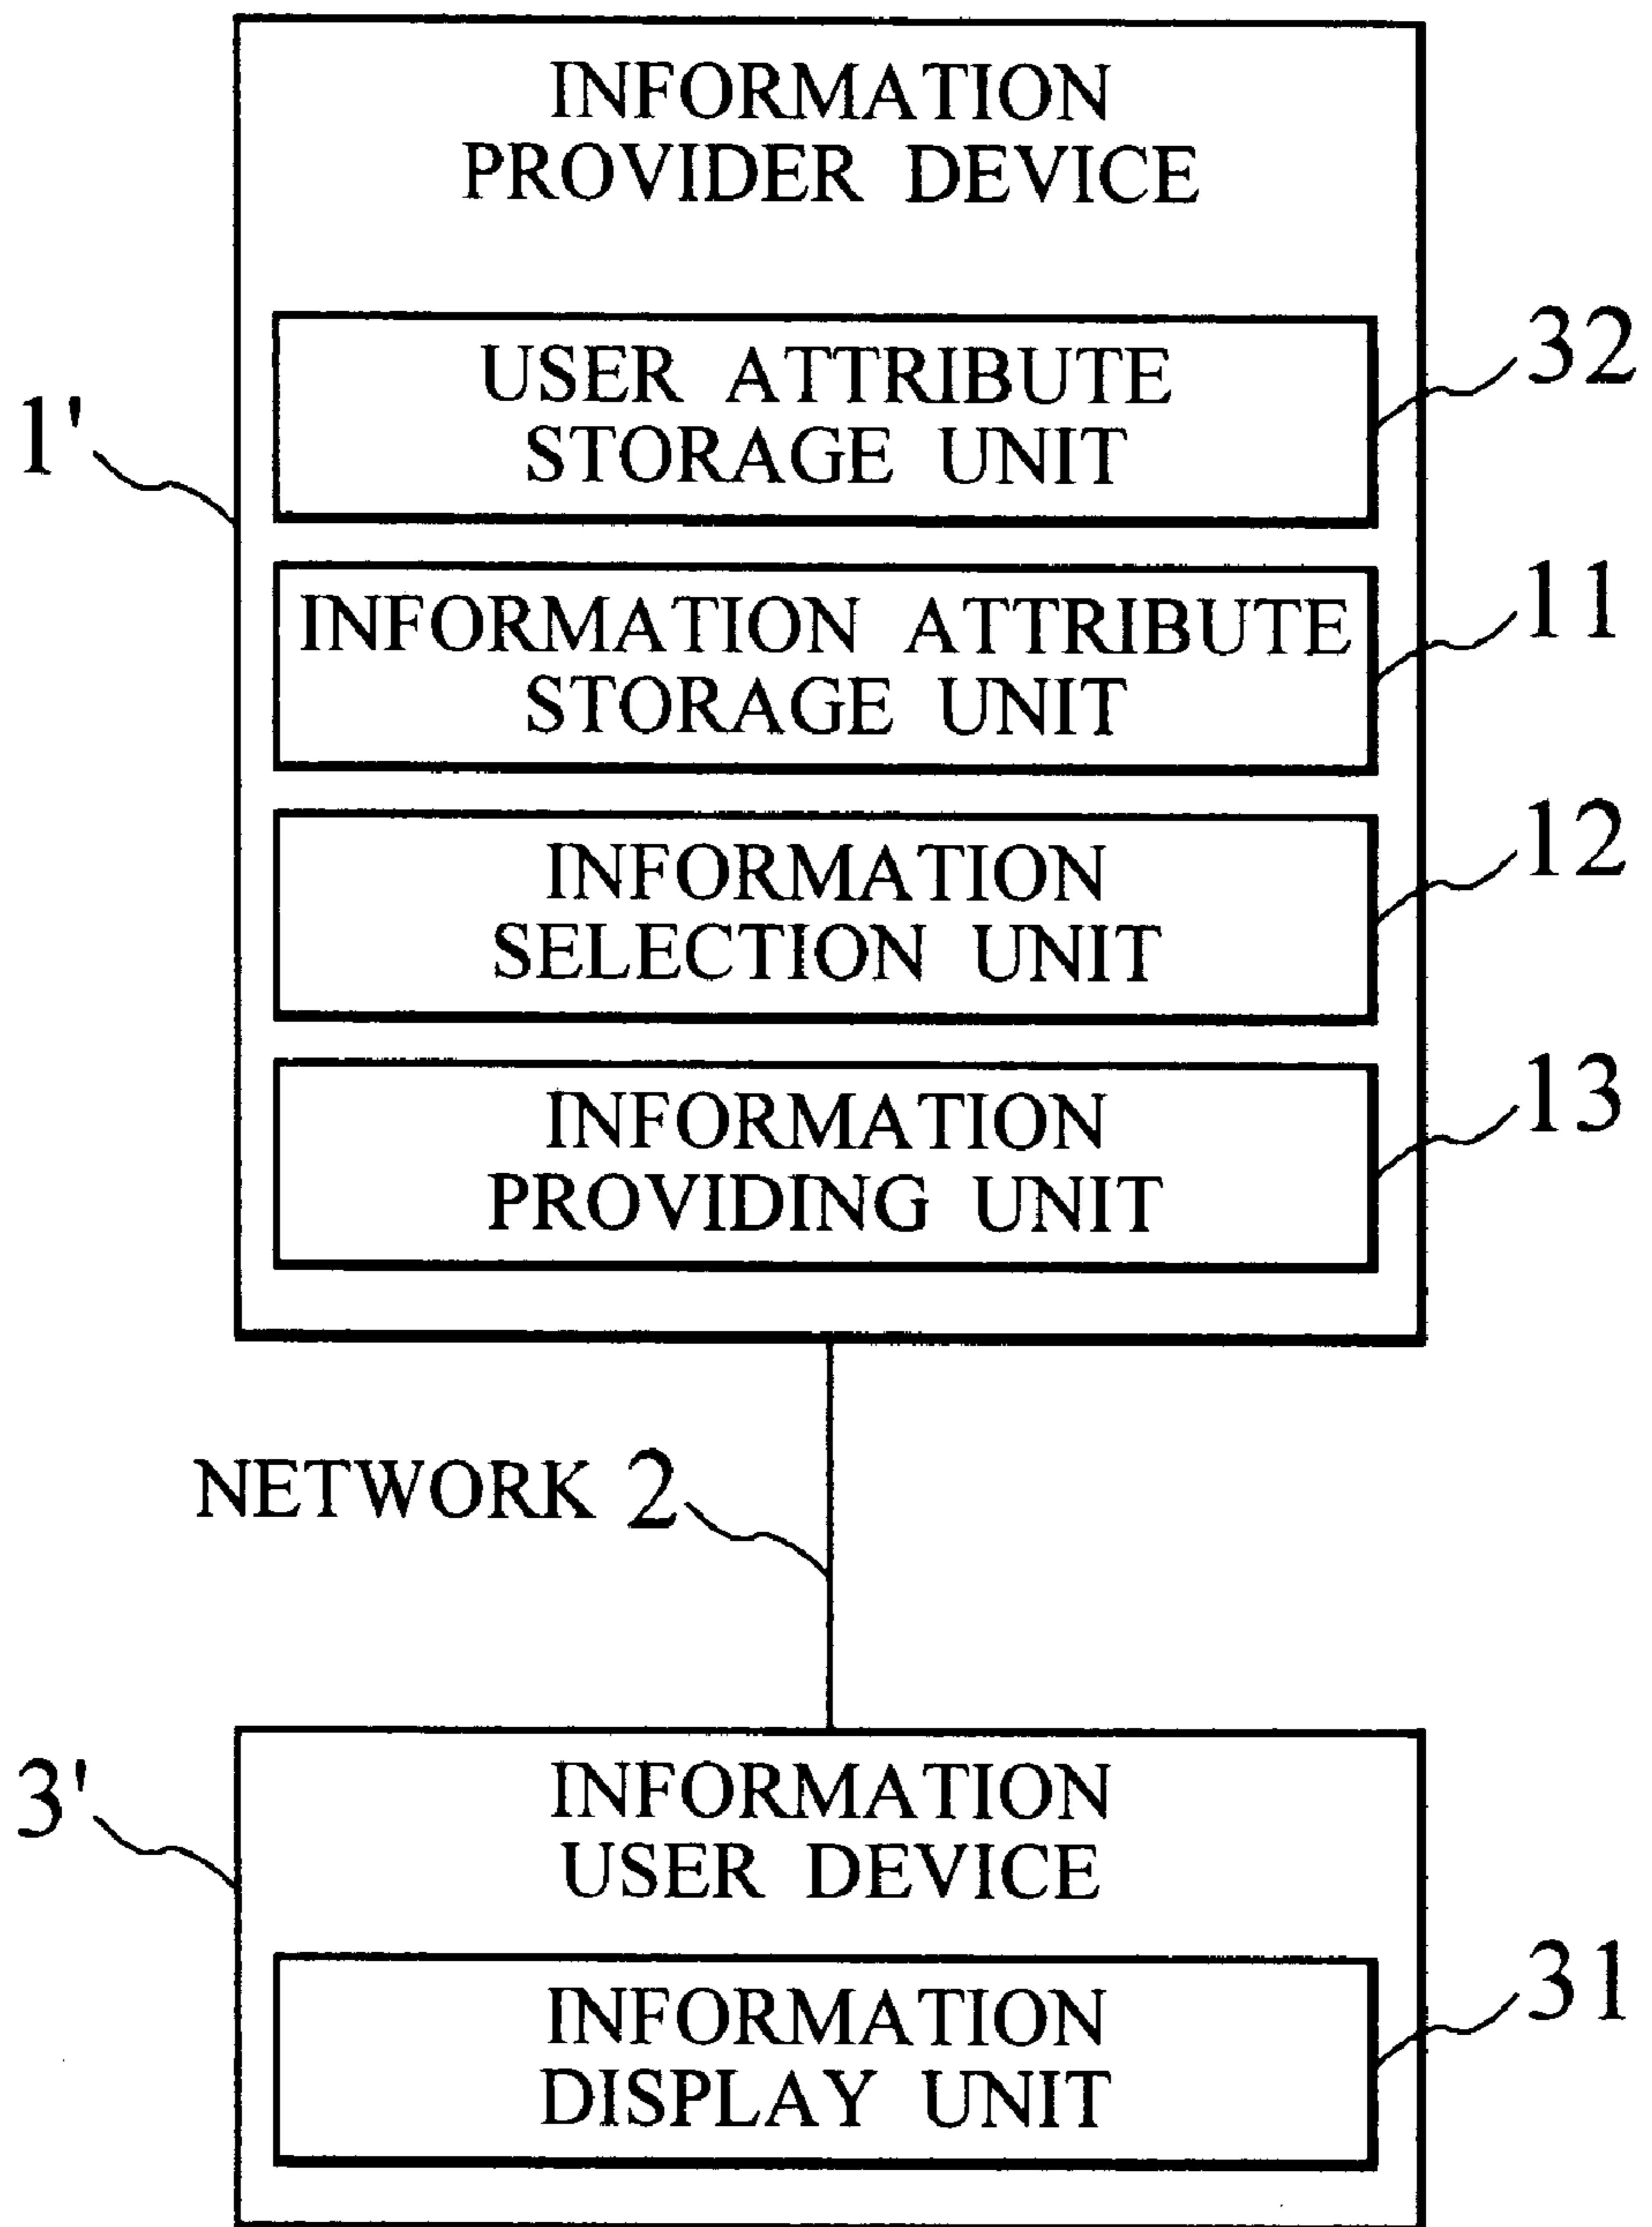 INFORMATION
PROVIDER DEVICE
USER ATTRIBUTE
STORAGE UNIT
32
1'
INFORMATION ATTRIBUTE
STORAGE UNIT
11
INFORMATION
SELECTION UNIT
12
INFORMATION
PROVIDING UNIT
13
NETWORK 2
INFORMATION
USER DEVICE
3'
INFORMATION
DISPLAY UNIT
31